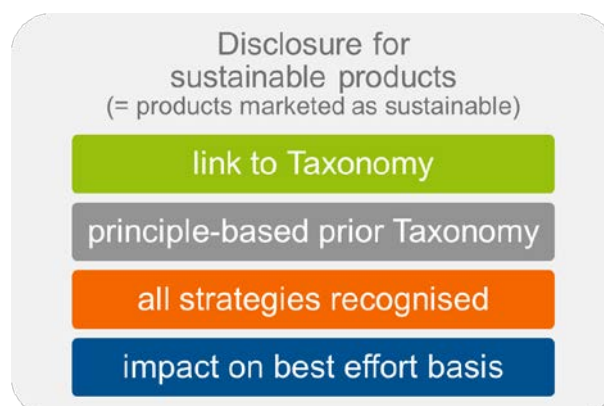 Disclosure for
sustainable products
(= products marketed as sustainable)
link to Taxonomy
principle-based prior Taxonomy
all strategies recognised
impact on best effort basis